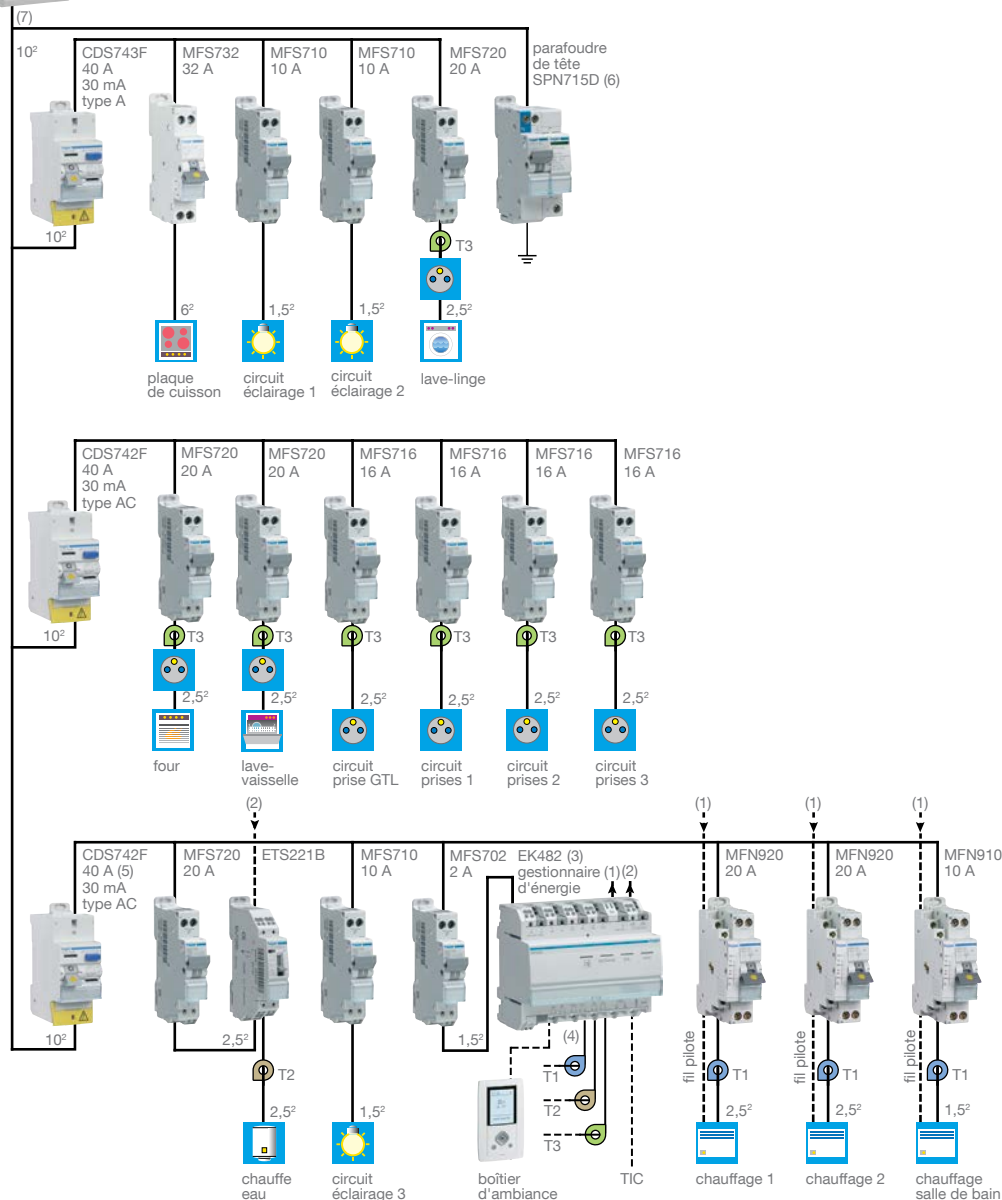 (7)
10²
CDS743F
40 A
30 mA
type A
MFS732
32 A
MFS710
10 A
MFS710
10 A
MFS720
20 A
parafoudre
de tête
SPN715D (6)
10²
T3
6²
1,5²
1,5²
2,5²
plaque
de cuisson
circuit
éclairage 1
circuit
éclairage 2
lave-linge
CDS742F
40 A
30 mA
type AC
MFS720
20 A
MFS720
20 A
MFS716
16 A
MFS716
16 A
MFS716
16 A
MFS716
16 A
10²
T3
T3
T3
T3
T3
T3
2,5²
2,5²
2,5²
2,5²
2,5²
2,5²
four
lave-
vaisselle
circuit
prise GTL
circuit
prises 1
circuit
prises 2
circuit
prises 3
(2)
(1)
(1)
(1)
CDS742F
40 A (5)
30 mA
type AC
MFS720
20 A
ETS221B
MFS710
10 A
MFS702
2 A
EK482 (3)
gestionnaire (1) (2)
d'énergie
MFN920
20 A
MFN920
20 A
MFN910
10 A
10²
2,5²
1,5²
(4)
fil pilote
fil pilote
fil pilote
T2
T1
T2
T3
T1
T1
T1
2,5²
1,5²
2,5²
2,5²
1,5²
chauffe
eau
circuit
éclairage 3
boîtier
d'ambiance
TIC
chauffage 1
chauffage 2
chauffage
salle de bain